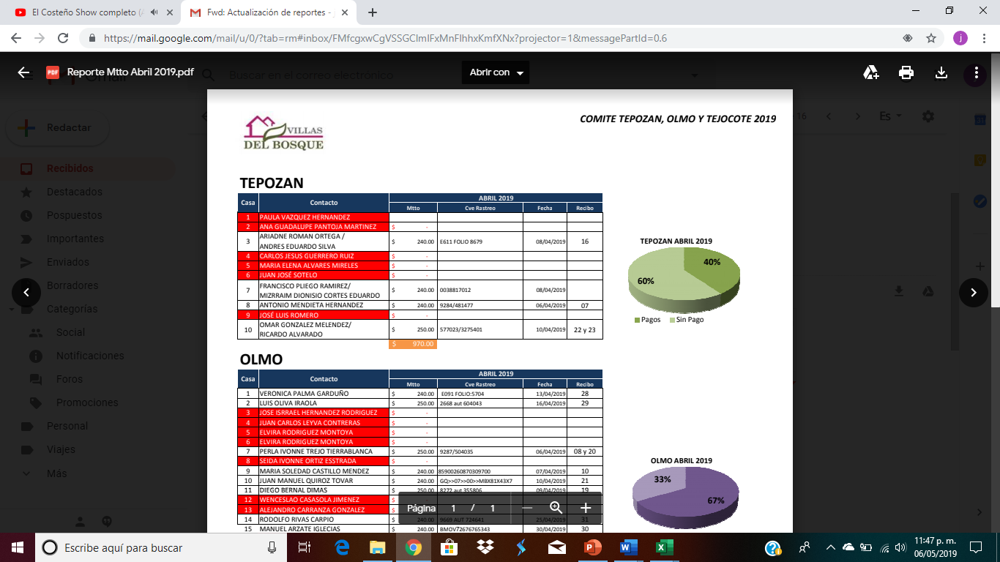 El Costeño Show completo (
Fwd: Actualización de reportes -
https://mail.google.com/mail/u/0/?tab=rm#inbox/FMfcgxwCgVSSGClmlFxMnFlhhxKmfXNx?projector=1&messagePartId=0.6
j
PDF Reporte Mtto Abril 2019.pdf
Buscar en el correo electrónico
Abrir con
Redactar
16
Es
Recibidos
Destacados
Pospuestos
Importantes
Enviados
Borradores
Categorías
Social
Notificaciones
Foros
Promociones
Personal
Viajes
Más
VILLAS
DEL BOSQUE
COMITE TEPOZAN, OLMO Y TEJOCOTE 2019
TEPOZAN
Casa Contacto ABRIL 2019
Mtto Cve Rastreo Fecha Recibo
1 PAULA VAZQUEZ HERNANDEZ
2 ANA GUADALUPE PANTOJA MARTINEZ $ -
3 ARIADNE ROMAN ORTEGA / ANDRES EDUARDO SILVA $ 240.00 E611 FOLIO 8679 08/04/2019 16
4 CARLOS JESUS GUERRERO RUIZ $ -
5 MARIA ELENA ALVARES MIRELES $ -
6 JUAN JOSÉ SOTELO $ -
7 FRANCISCO PLIEGO RAMIREZ/ MIZRRAIM DIONISIO CORTES EDUARDO $ 240.00 0038817012 08/04/2019
8 ANTONIO MENDIETA HERNANDEZ $ 240.00 9284/481477 06/04/2019 07
9 JOSÉ LUIS ROMERO $ -
10 OMAR GONZALEZ MELENDEZ/ RICARDO ALVARADO $ 250.00 577023/3275401 10/04/2019 22 y 23
$ 970.00
TEPOZAN ABRIL 2019
40%
60%
Pagos Sin Pago
OLMO
Casa Contacto ABRIL 2019
Mtto Cve Rastreo Fecha Recibo
1 VERONICA PALMA GARDUÑO $ 240.00 E091 FOLIO:5704 13/04/2019 28
2 LUIS OLIVA IRAOLA $ 250.00 2668 aut 604043 16/04/2019 29
3 JOSE ISRRAEL HERNANDEZ RODRIGUEZ $ -
4 JUAN CARLOS LEYVA CONTRERAS $ -
5 ELVIRA RODRIGUEZ MONTOYA $ -
6 ELVIRA RODRIGUEZ MONTOYA $ -
7 PERLA IVONNE TREJO TIERRABLANCA $ 250.00 9287/504035 06/04/2019 08 y 20
8 SEIDA IVONNE ORTIZ ESSTRADA $ -
9 MARIA SOLEDAD CASTILLO MENDEZ $ 240.00 85900260870309700 07/04/2019 10
10 JUAN MANUEL QUIROZ TOVAR $ 240.00 GQ>>07>>00>>MBX81X43X7 10/04/2019 21
11 DIEGO BERNAL DIMAS $ 250.00 8272 aut 355806 09/04/2019 19
12 WENCESLAO CASASOLA JIMENEZ $
13 ALEJANDRO CARRANZA GONZALEZ $
14 RODOLFO RIVAS CARPIO $ 240.00 9669 AUT 724641 25/04/2019 31
15 MANUEL ARZATE IGLECIAS $ 240.00 BMOV72676765343 30/04/2019 30
OLMO ABRIL 2019
33%
67%
Página 1 / 1
Escribe aquí para buscar
11:47 p. m.
06/05/2019